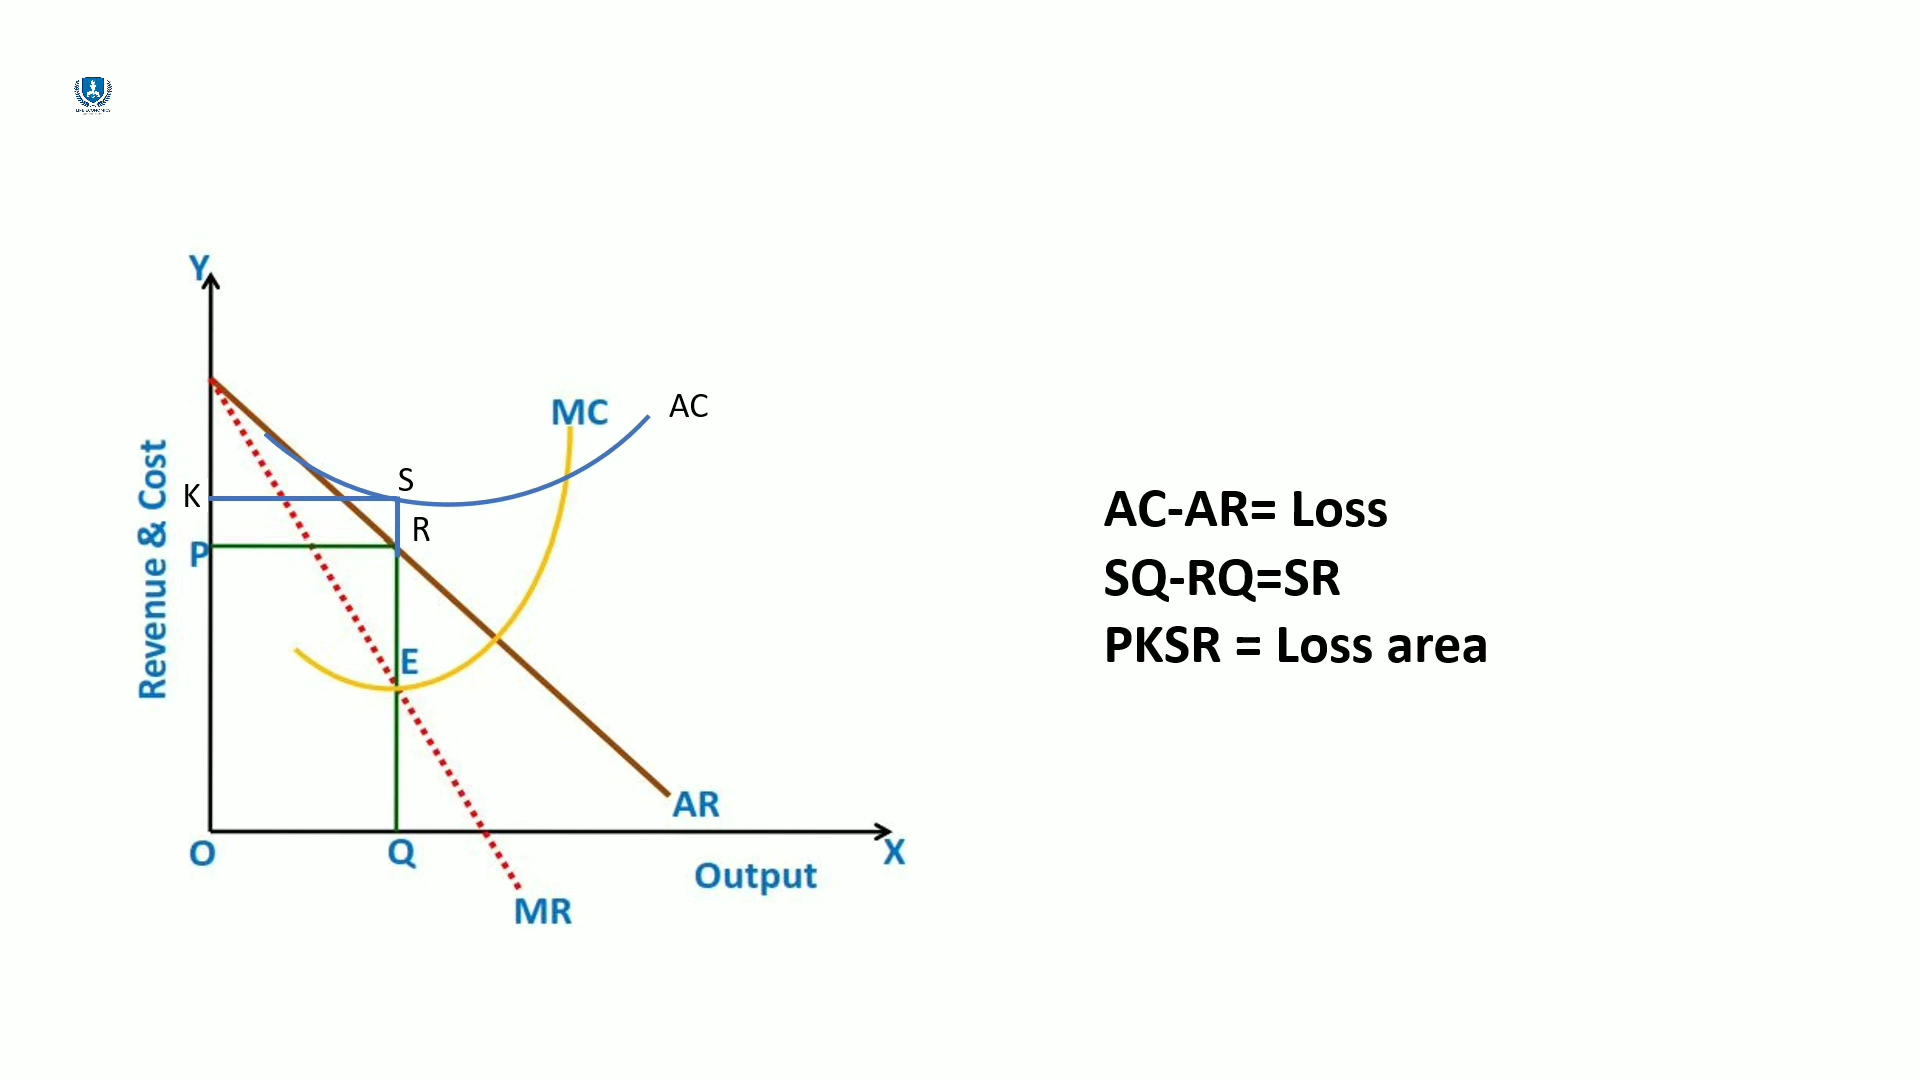 Y
MC
AC
S
K
R
P
Revenue & Cost
E
AR
O
Q
X
Output
MR
AC-AR= Loss
SQ-RQ=SR
PKSR = Loss area